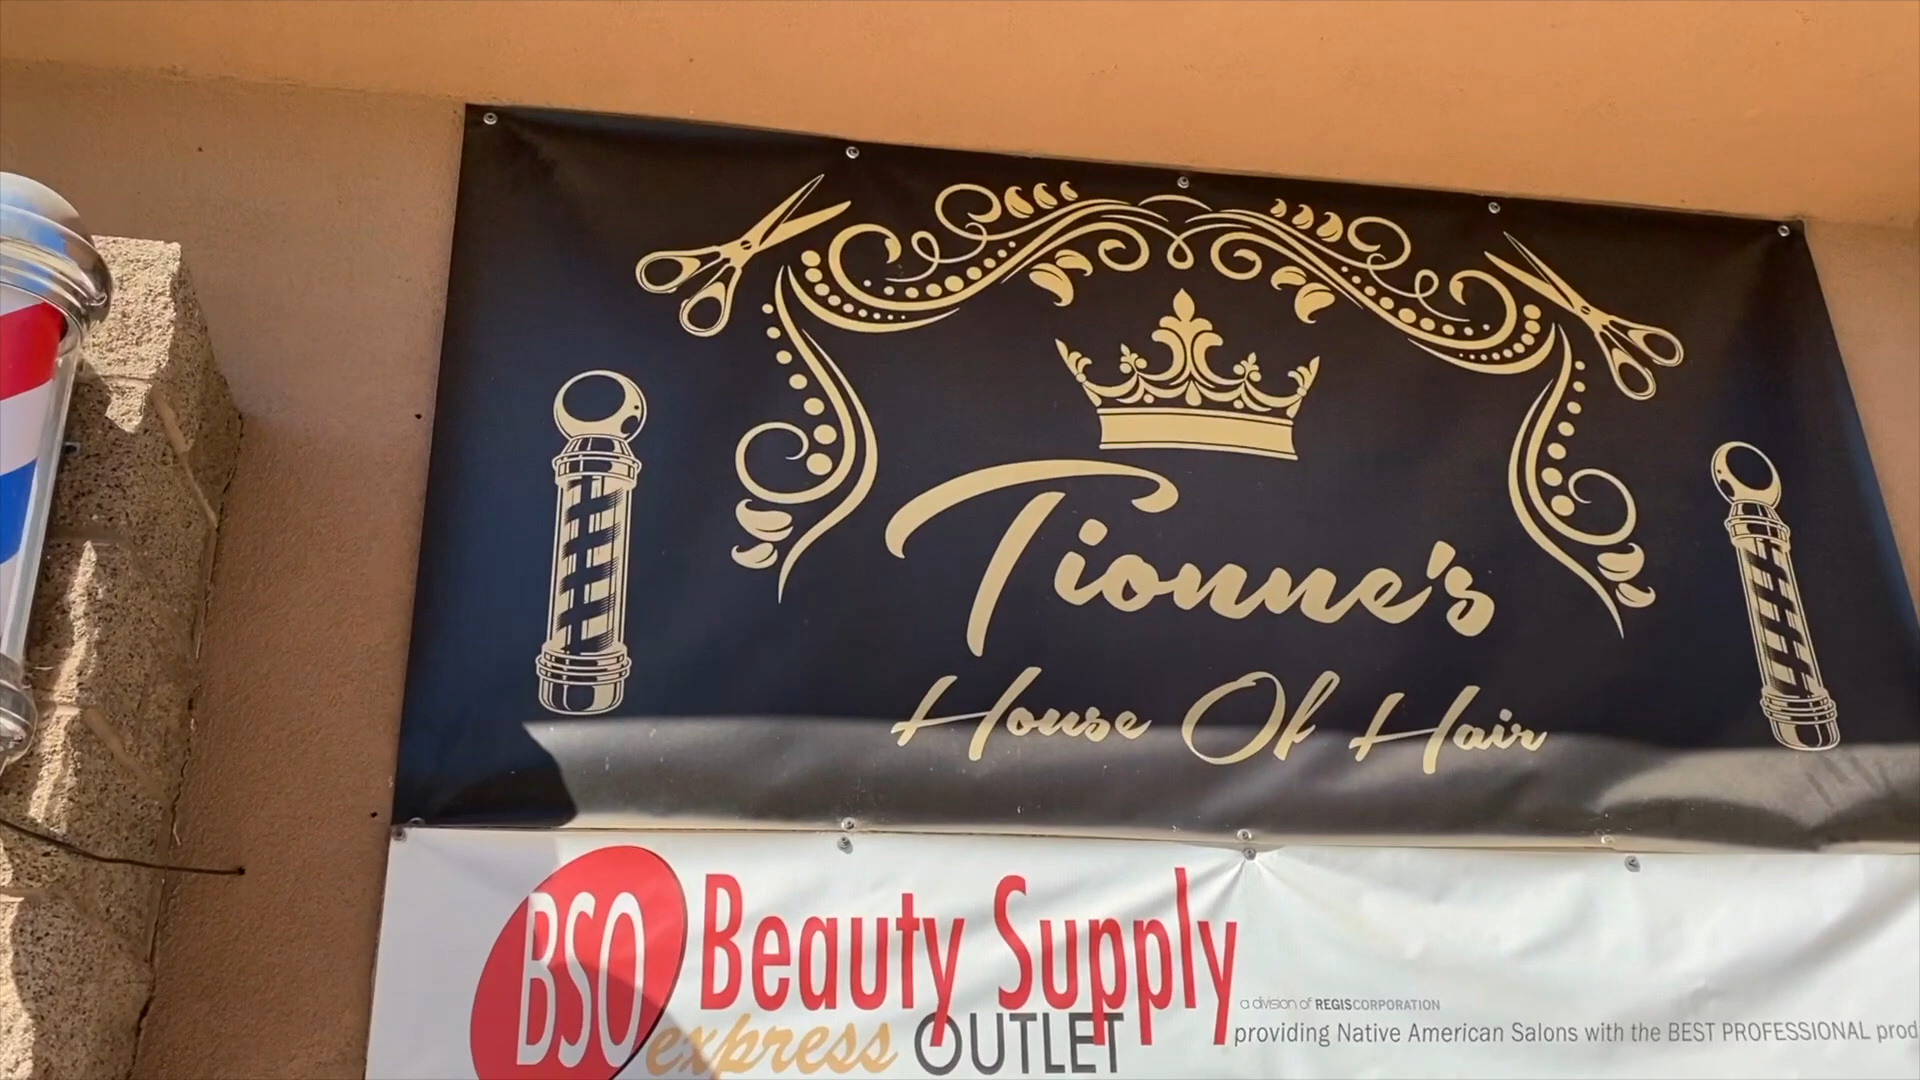 Tionne's
House Of Hair
BSO Beauty Supply
express OUTLET
a division of REGISCORPORATION
providing Native American Salons with the BEST PROFESSIONAL prod